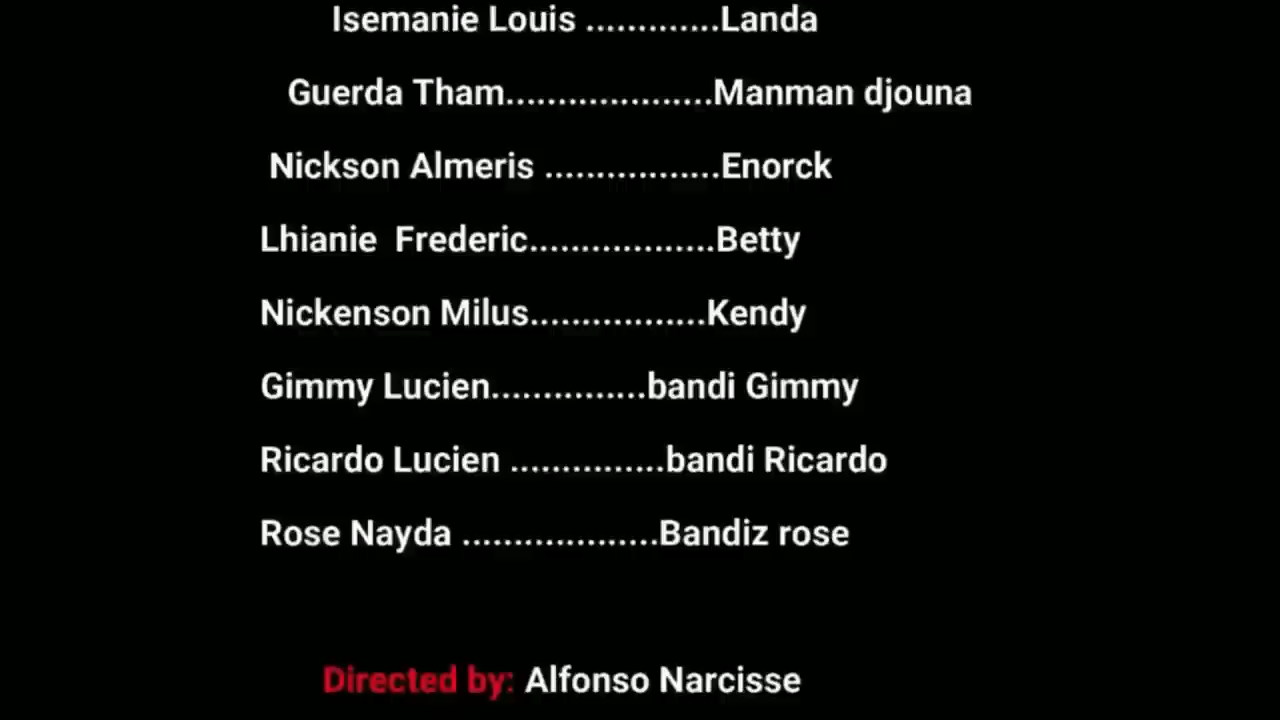 Isemanie Louis .............Landa
Guerda Tham....................Manman djouna
Nickson Almeris .................Enorck
Lhianie  Frederic..................Betty
Nickenson Milus.................Kendy
Gimmy Lucien...............bandi Gimmy
Ricardo Lucien ...............bandi Ricardo
Rose Nayda ...................Bandiz rose
Directed by: Alfonso Narcisse